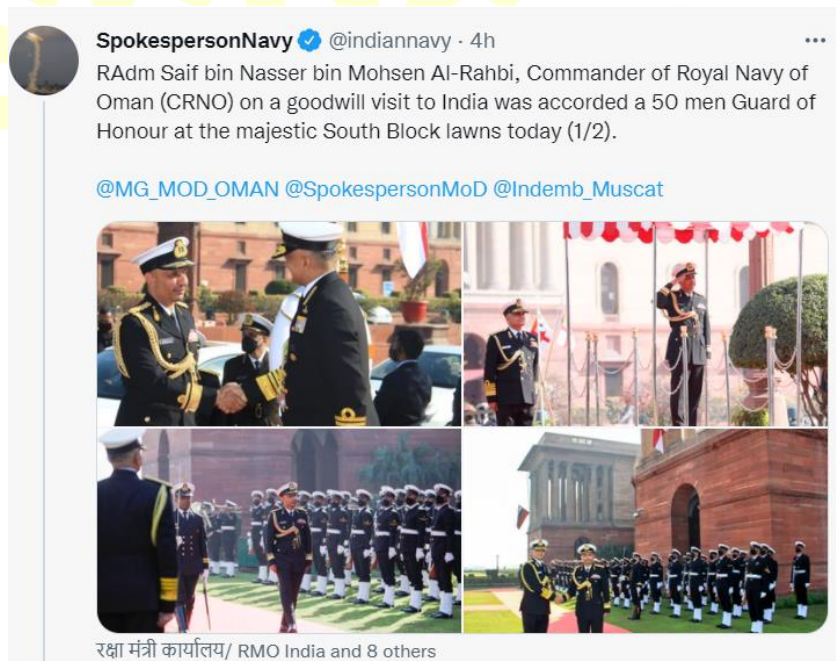 SpokespersonNavy @indiannavy · 4h
RAdm Saif bin Nasser bin Mohsen Al-Rahbi, Commander of Royal Navy of
Oman (CRNO) on a goodwill visit to India was accorded a 50 men Guard of
Honour at the majestic South Block lawns today (1/2).
@MG_MOD_OMAN @SpokespersonMoD @Indemb_Muscat
रक्षा मंत्री कार्यालय/ RMO India and 8 others